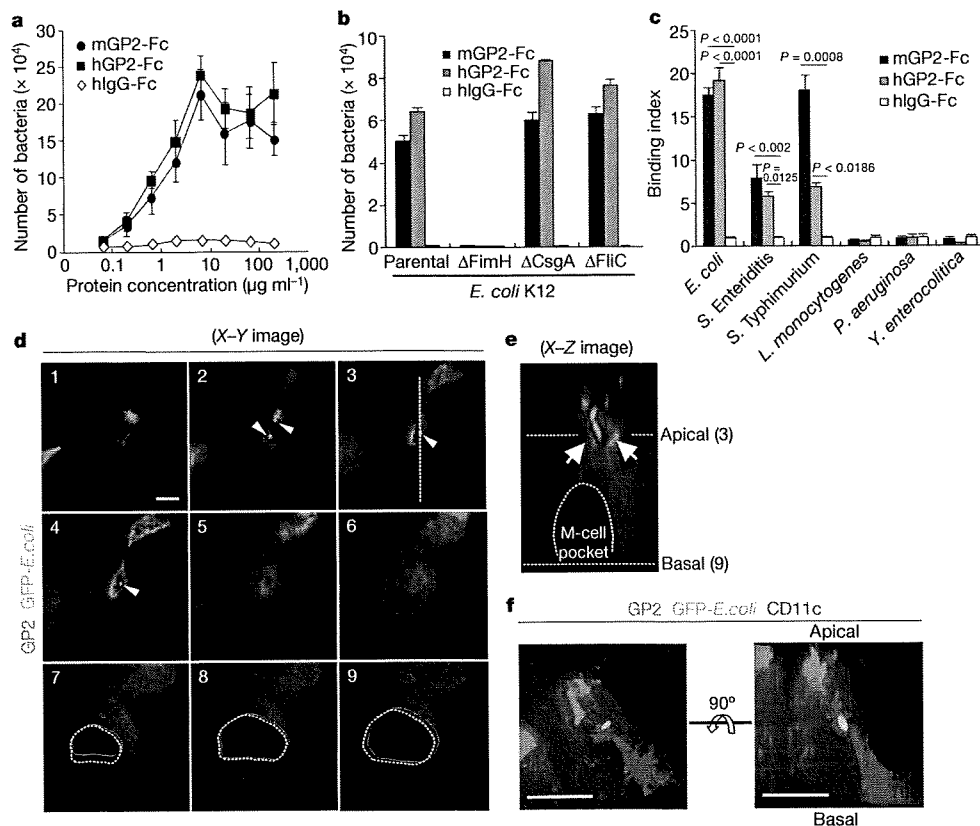 a
Number of bacteria (× 10⁴)
30
25
20
15
10
5
0
mGP2-Fc
hGP2-Fc
hIgG-Fc
0
0.1
1
10
100
1,000
Protein concentration (µg ml⁻¹)
b
Number of bacteria (× 10⁴)
10
8
6
4
2
0
mGP2-Fc
hGP2-Fc
hIgG-Fc
Parental ΔFimH ΔCsgA ΔFliC
E. coli K12
c
Binding index
25
20
15
10
5
0
P < 0.0001
P < 0.0001
P < 0.002
P =
0.0125
P = 0.0008
P < 0.0186
mGP2-Fc
hGP2-Fc
hIgG-Fc
E. coli
S. Enteriditis
S. Typhimurium
L. monocytogenes
P. aeruginosa
Y. enterocolitica
d
(X–Y image)
GP2 GFP-E.coli
1
2
3
4
5
6
7
8
9
e
(X–Z image)
Apical (3)
M-cell
pocket
Basal (9)
f
GP2 GFP-E.coli CD11c
Apical
90º
Basal